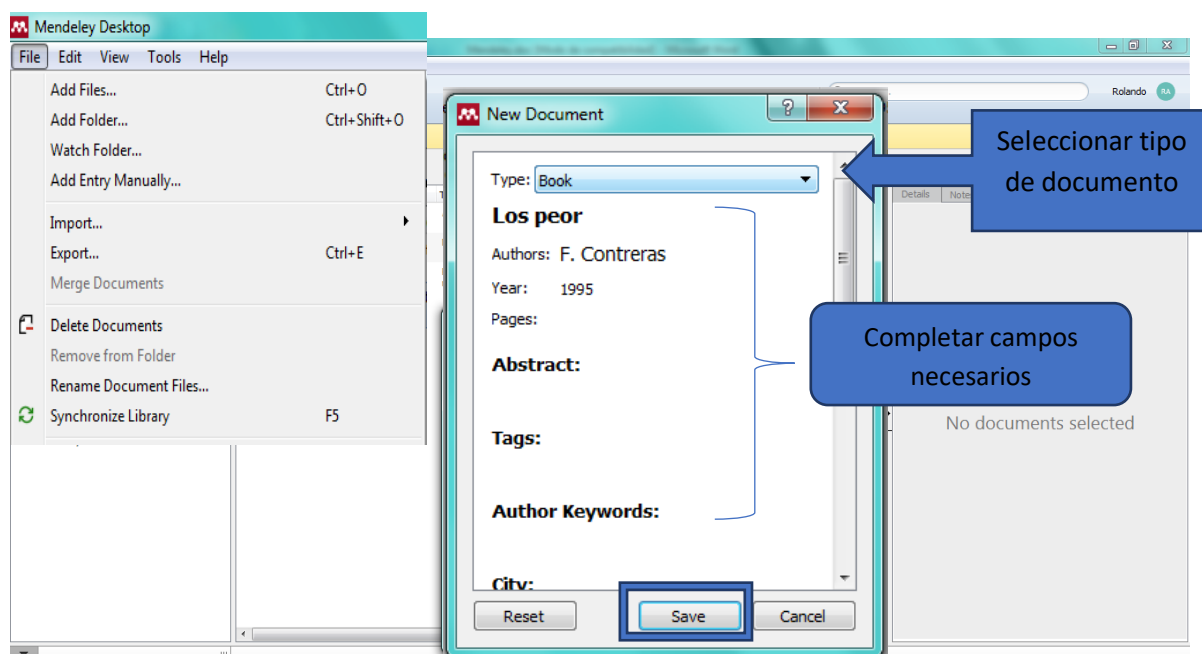 Mendeley Desktop
File Edit View Tools Help
Add Files... Ctrl+O
Add Folder... Ctrl+Shift+O
Watch Folder...
Add Entry Manually...
Import...
Export... Ctrl+E
Merge Documents
Delete Documents
Remove from Folder
Rename Document Files...
Synchronize Library F5
Rolando RA
New Document
Type: Book
Los peor
Authors: F. Contreras
Year: 1995
Pages:
Abstract:
Tags:
Author Keywords:
City:
Reset Save Cancel
Seleccionar tipo
de documento
Details Notes
Completar campos
necesarios
No documents selected